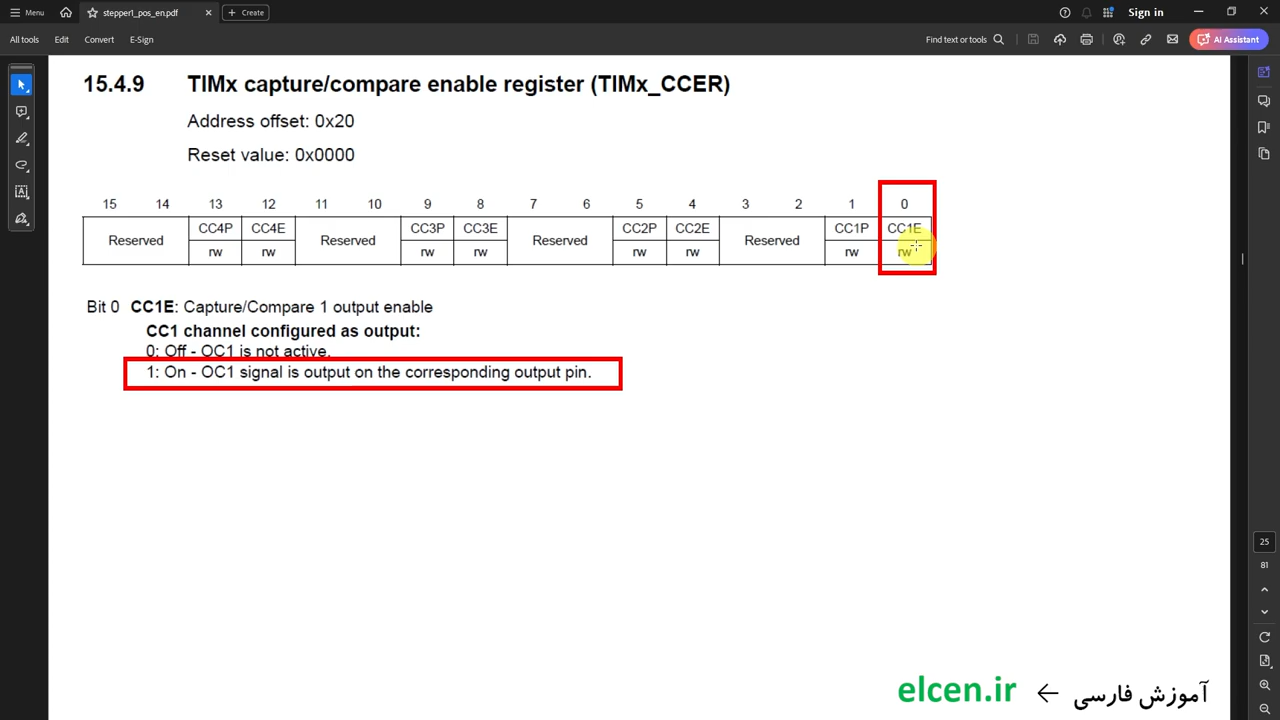 Menu
stepper1_pos_en.pdf
Create
Sign in
All tools
Edit
Convert
E-Sign
Find text or tools
AI Assistant
15.4.9 TIMx capture/compare enable register (TIMx_CCER)
Address offset: 0x20
Reset value: 0x0000
15 14 13 12 11 10 9 8 7 6 5 4 3 2 1 0
Reserved CC4P CC4E Reserved CC3P CC3E Reserved CC2P CC2E Reserved CC1P CC1E
rw rw rw rw rw rw rw rw
Bit 0 CC1E: Capture/Compare 1 output enable
CC1 channel configured as output:
0: Off - OC1 is not active.
1: On - OC1 signal is output on the corresponding output pin.
25
81
elcen.ir ← آموزش فارسی